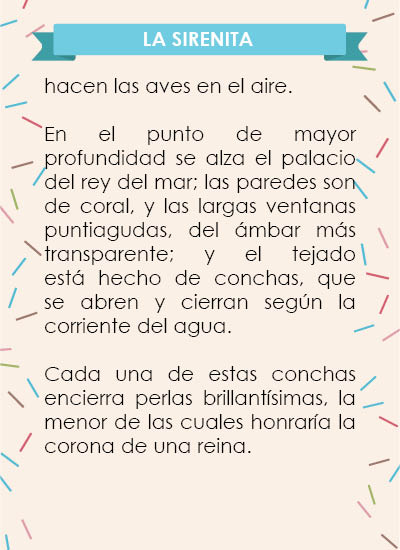 LA SIRENITA
hacen las aves en el aire.
En el punto de mayor
profundidad se alza el palacio
del rey del mar; las paredes son
de coral, y las largas ventanas
puntiagudas, del ámbar más
transparente; y el tejado
está hecho de conchas, que
se abren y cierran según la
corriente del agua.
Cada una de estas conchas
encierra perlas brillantísimas, la
menor de las cuales honraría la
corona de una reina.